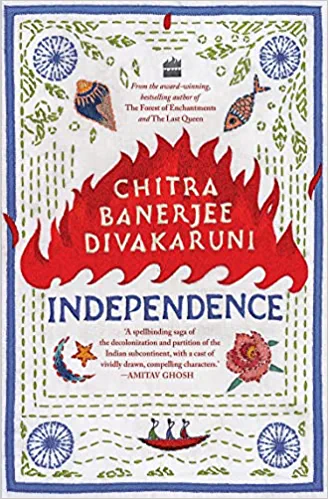 From the award-winning,
bestselling author of
THE FOREST OF ENCHANTMENTS
and THE LAST QUEEN
CHITRA
BANERJEE
DIVAKARUNI
INDEPENDENCE
'A spellbinding saga of
the decolonization and partition of the
Indian subcontinent, with a cast of
vividly drawn, compelling characters.'
—AMITAV GHOSH